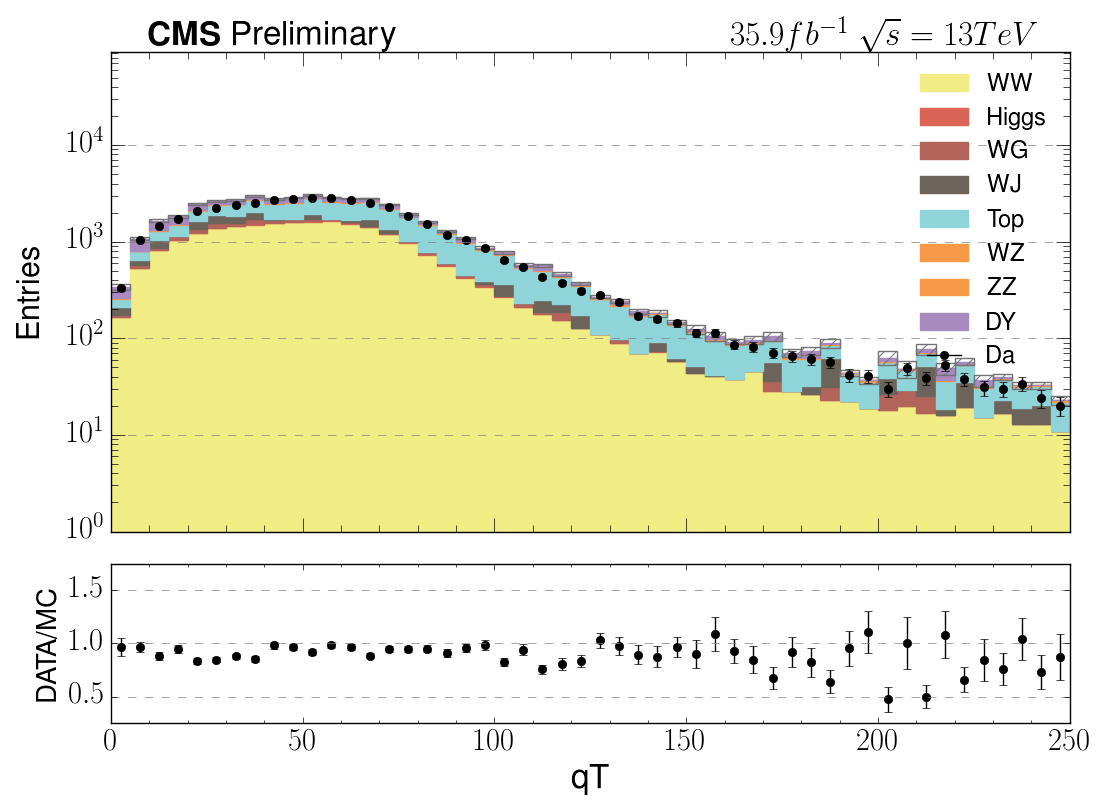 CMS Preliminary 35.9fb⁻¹ √s = 13TeV
WW
Higgs
WG
WJ
Top
WZ
ZZ
DY
Da
Entries
10⁴
10³
10²
10¹
10⁰
DATA/MC
1.5
1.0
0.5
0 50 100 150 200 250
qT